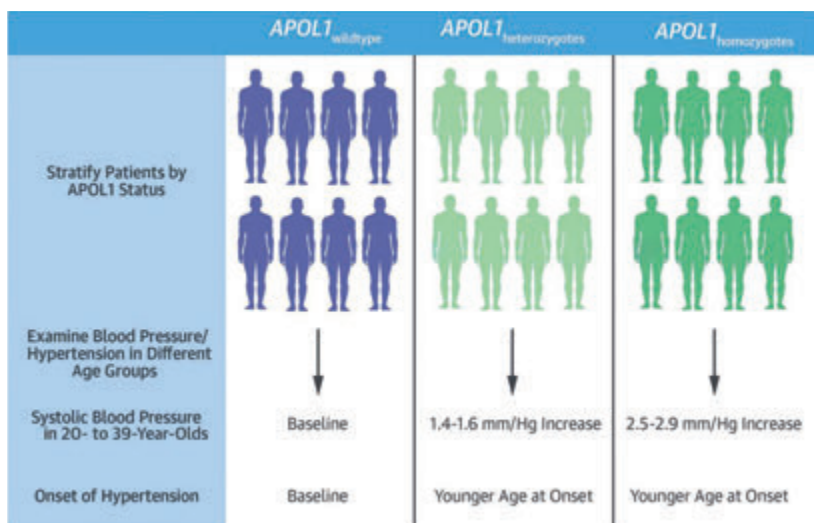 APOL1wildtype
APOL1heterozygotes
APOL1homozygotes
Stratify Patients by
APOL1 Status
Examine Blood Pressure/
Hypertension in Different
Age Groups
Systolic Blood Pressure
in 20- to 39-Year-Olds
Baseline
1.4-1.6 mm/Hg Increase
2.5-2.9 mm/Hg Increase
Onset of Hypertension
Baseline
Younger Age at Onset
Younger Age at Onset